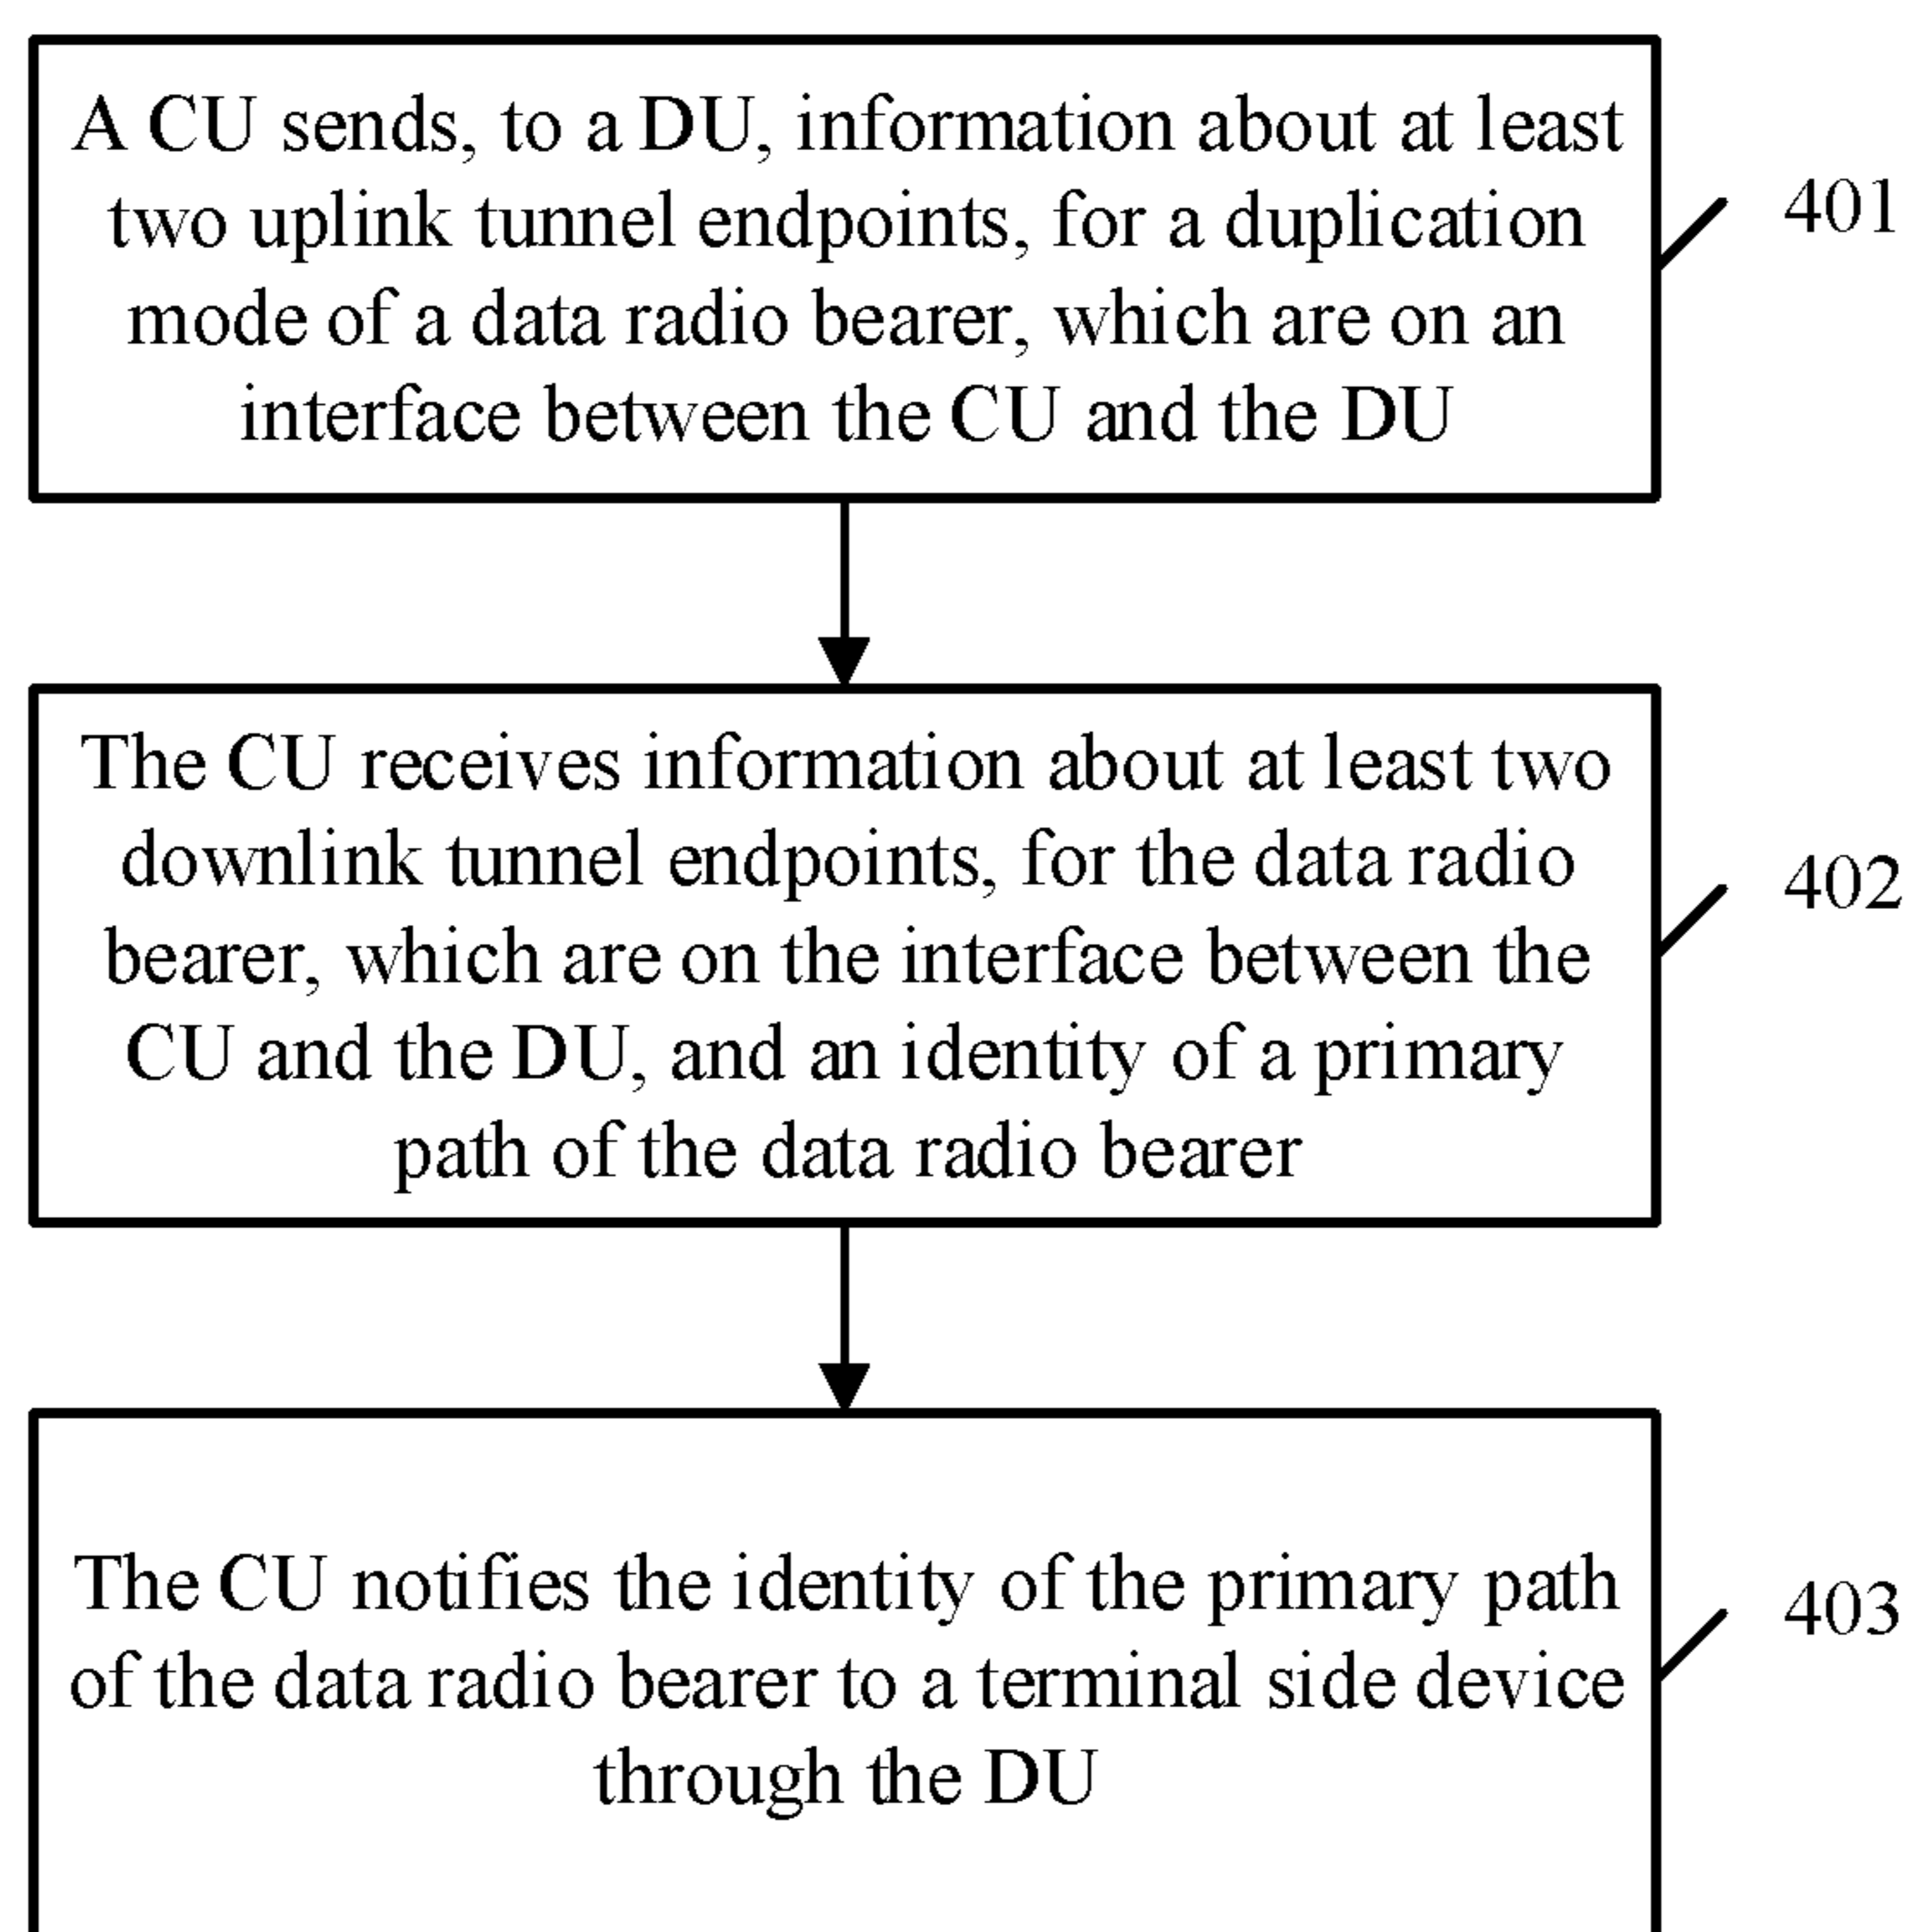 A CU sends, to a DU, information about at least
two uplink tunnel endpoints, for a duplication
mode of a data radio bearer, which are on an
interface between the CU and the DU
401
The CU receives information about at least two
downlink tunnel endpoints, for the data radio
bearer, which are on the interface between the
CU and the DU, and an identity of a primary
path of the data radio bearer
402
The CU notifies the identity of the primary path
of the data radio bearer to a terminal side device
through the DU
403